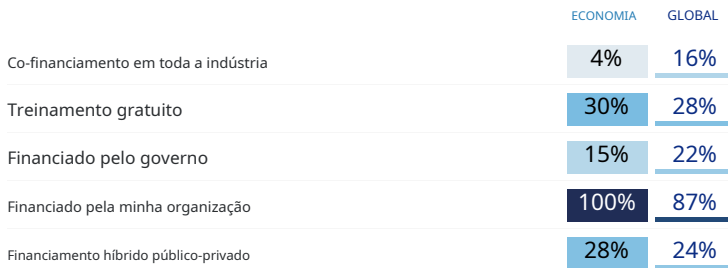 ECONOMIA GLOBAL
Co-financiamento em toda a indústria 4% 16%
Treinamento gratuito 30% 28%
Financiado pelo governo 15% 22%
Financiado pela minha organização 100% 87%
Financiamento híbrido público-privado 28% 24%